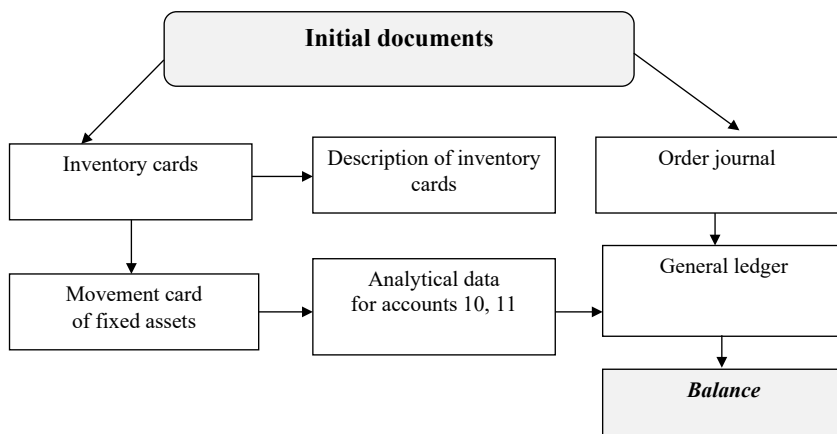 Initial documents
Inventory cards
Description of inventory
cards
Order journal
Movement card
of fixed assets
Analytical data
for accounts 10, 11
General ledger
Balance